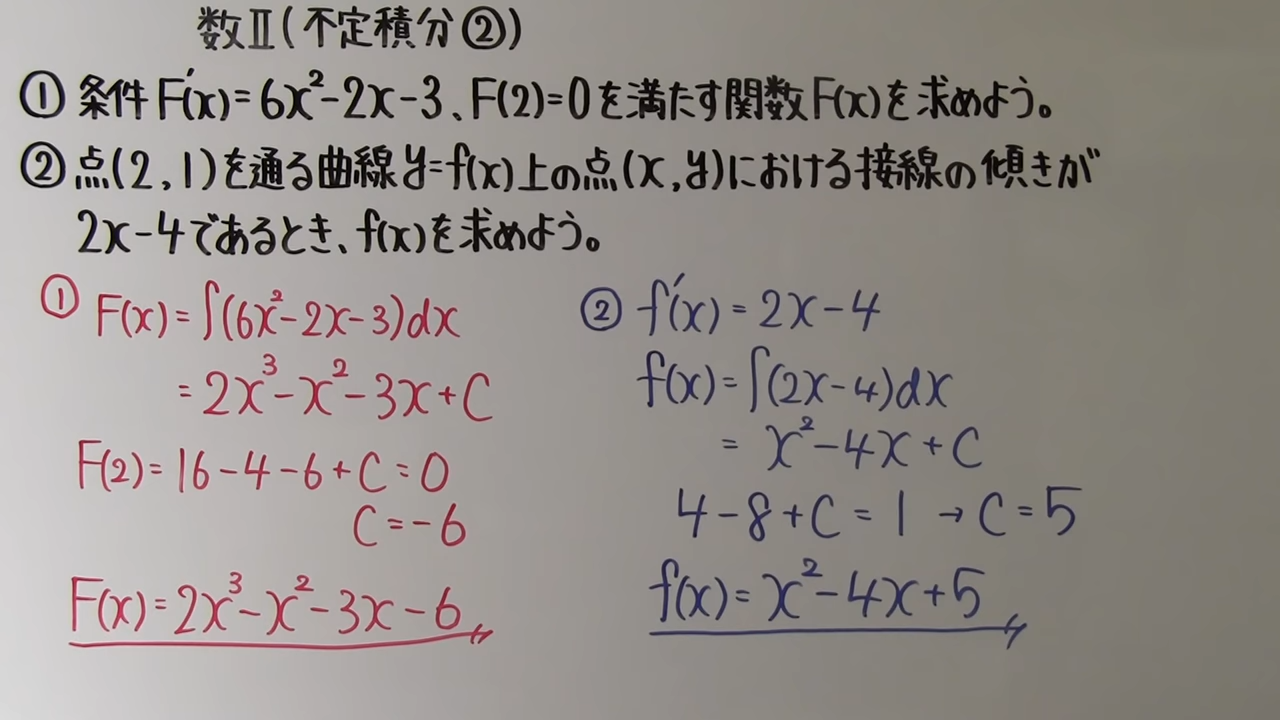 数Ⅱ(不定積分②)
① 条件F'(x)=6x²-2x-3、F(2)=0を満たす関数F(x)を求めよう。
② 点(2,1)を通る曲線y=f(x)上の点(x,y)における接線の傾きが
2x-4であるとき、f(x)を求めよう。
① F(x)=∫(6x²-2x-3)dx
=2x³-x²-3x+C
F(2)=16-4-6+C=0
C=-6
F(x)=2x³-x²-3x-6
② f'(x)=2x-4
f(x)=∫(2x-4)dx
=x²-4x+C
4-8+C=1→C=5
f(x)=x²-4x+5